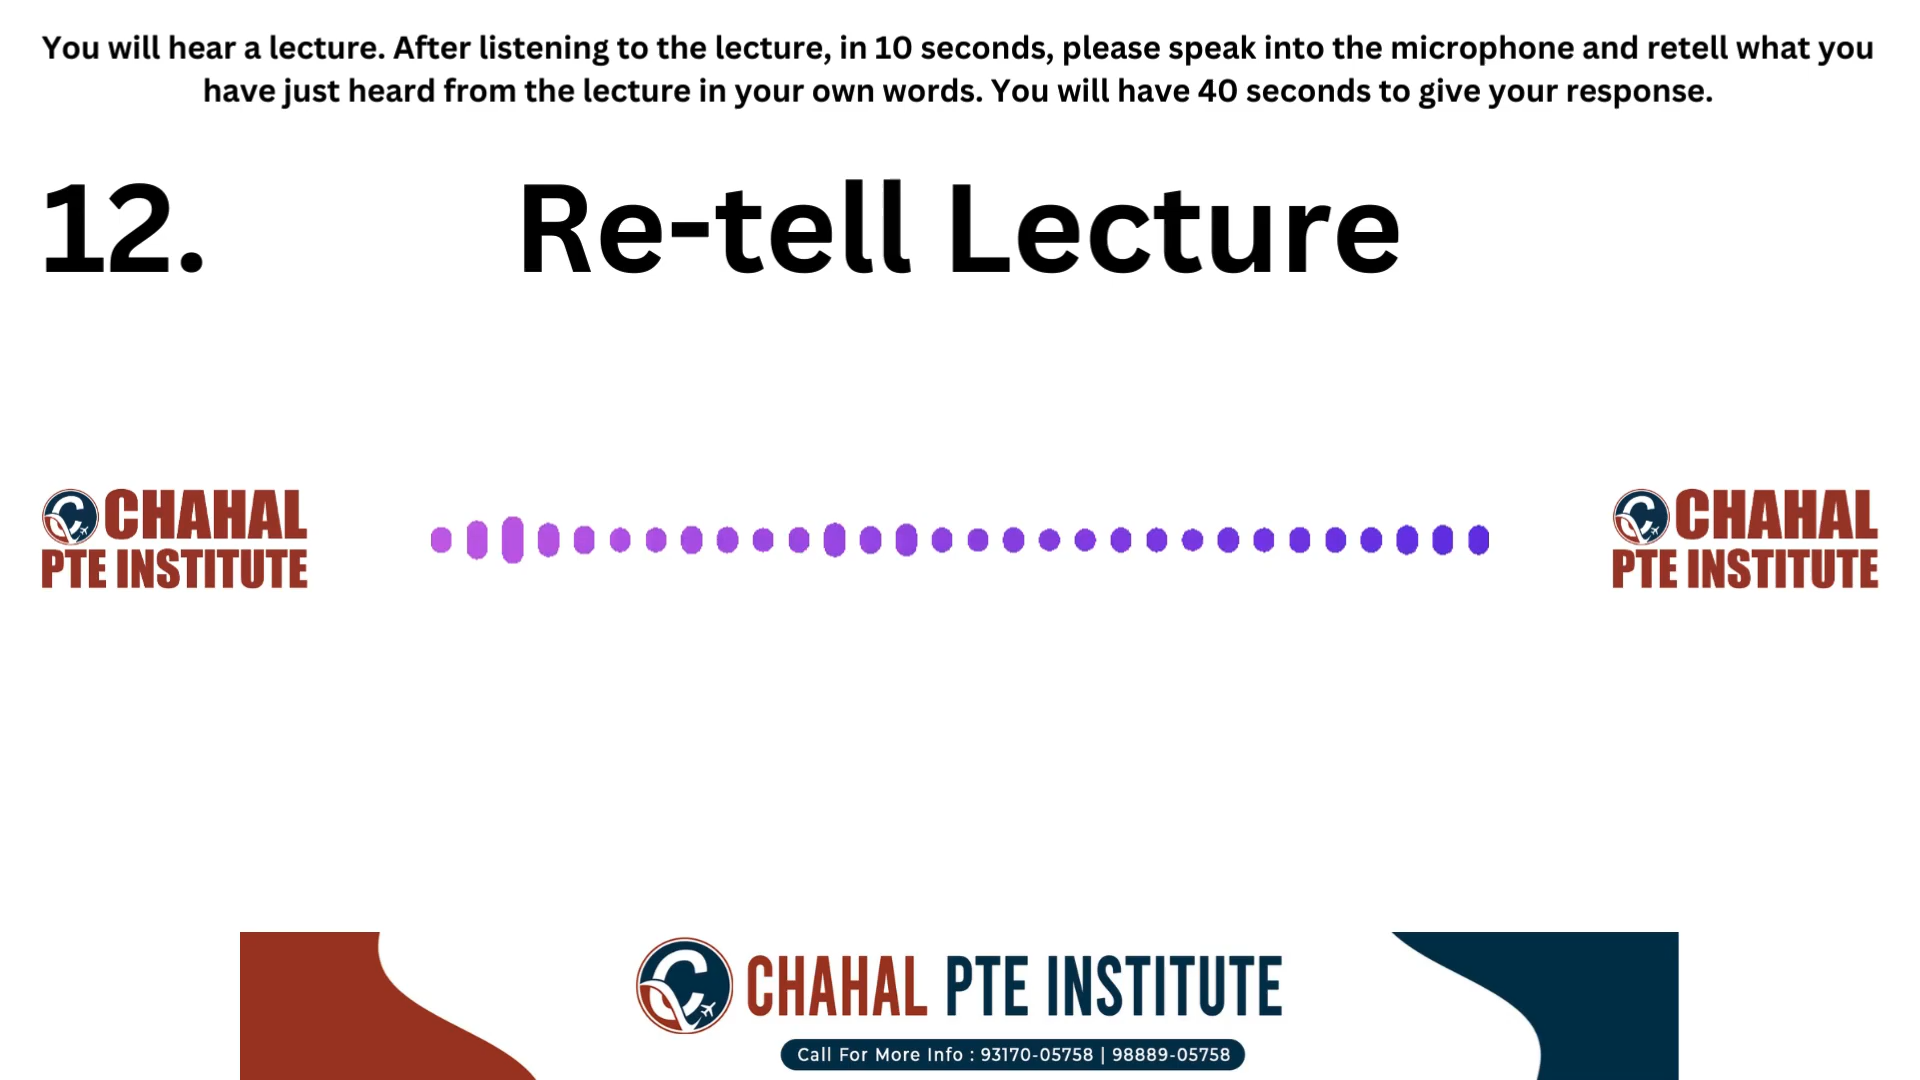 You will hear a lecture. After listening to the lecture, in 10 seconds, please speak into the microphone and retell what you
have just heard from the lecture in your own words. You will have 40 seconds to give your response.
12. Re-tell Lecture
CHAHAL
PTE INSTITUTE
CHAHAL
PTE INSTITUTE
CHAHAL PTE INSTITUTE
Call For More Info : 93170-05758 | 98889-05758